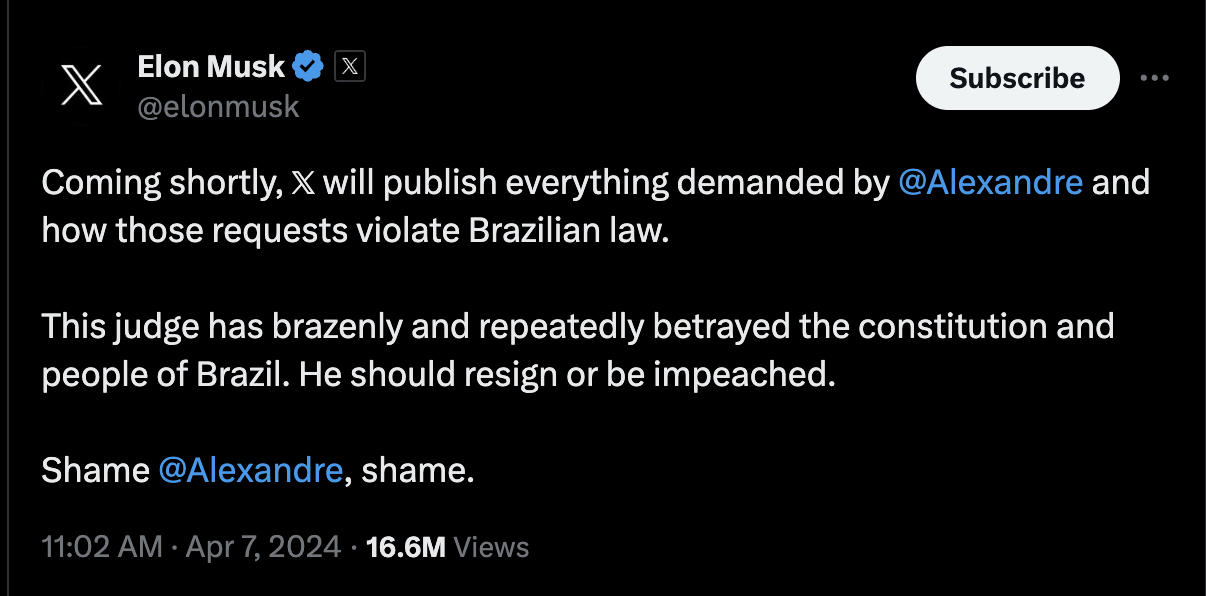 Elon Musk
@elonmusk
Subscribe
Coming shortly, 𝕏 will publish everything demanded by @Alexandre and
how those requests violate Brazilian law.
This judge has brazenly and repeatedly betrayed the constitution and
people of Brazil. He should resign or be impeached.
Shame @Alexandre, shame.
11:02 AM · Apr 7, 2024 · 16.6M Views